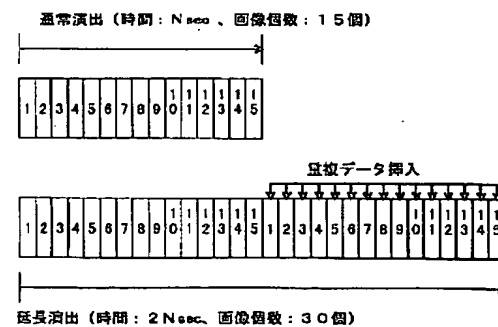 通常演出（時間：Nsec、画像個数：15個）
1 2 3 4 5 6 7 8 9 10 11 12 13 14 15
重複データ挿入
1 2 3 4 5 6 7 8 9 10 11 12 13 14 15 1 2 3 4 5 6 7 8 9 10 11 12 13 14 15
延長演出（時間：2Nsec、画像個数：30個）